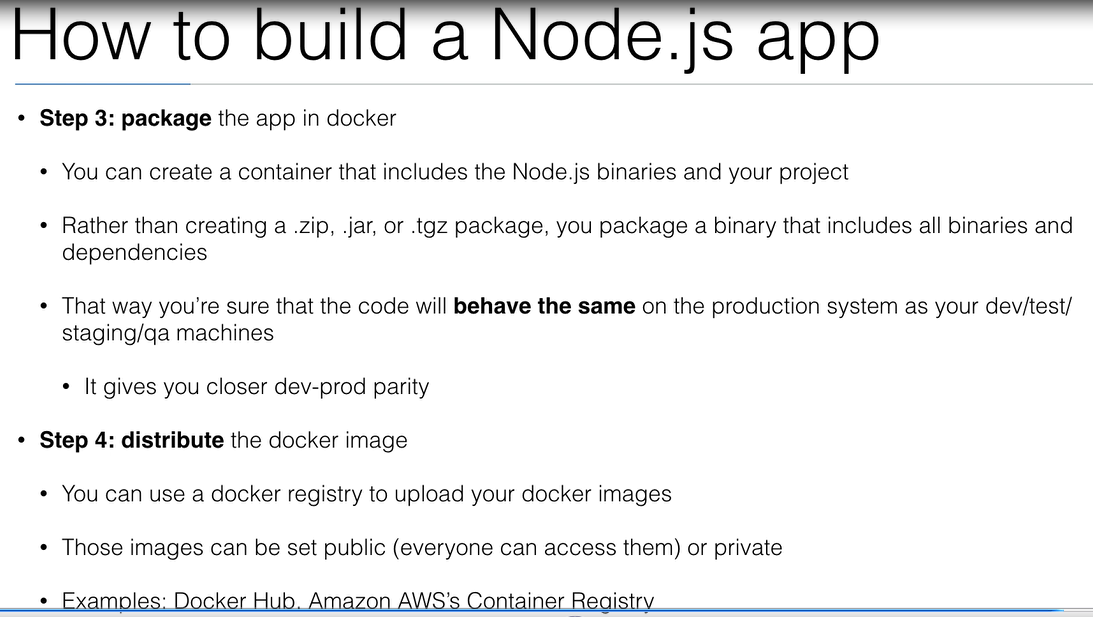 How to build a Node.js app
• Step 3: package the app in docker
• You can create a container that includes the Node.js binaries and your project
• Rather than creating a .zip, .jar, or .tgz package, you package a binary that includes all binaries and
dependencies
• That way you're sure that the code will behave the same on the production system as your dev/test/
staging/qa machines
• It gives you closer dev-prod parity
• Step 4: distribute the docker image
• You can use a docker registry to upload your docker images
• Those images can be set public (everyone can access them) or private
• Examples: Docker Hub, Amazon AWS's Container Registry